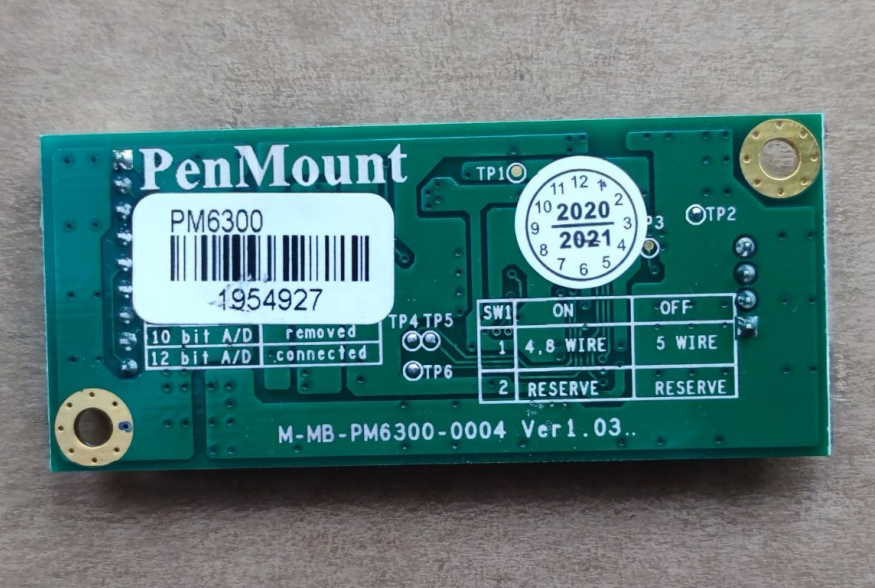 PenMount
TP1
PM6300
1954927
11 12 1 2
10 2020 3
9 2021 4
8 7 6 5
P3
TP2
10 bit A/D removed
12 bit A/D connected
TP4 TP5
TP6
SW1 ON OFF
1 4,8 WIRE 5 WIRE
2 RESERVE RESERVE
M-MB-PM6300-0004 Ver1.03..